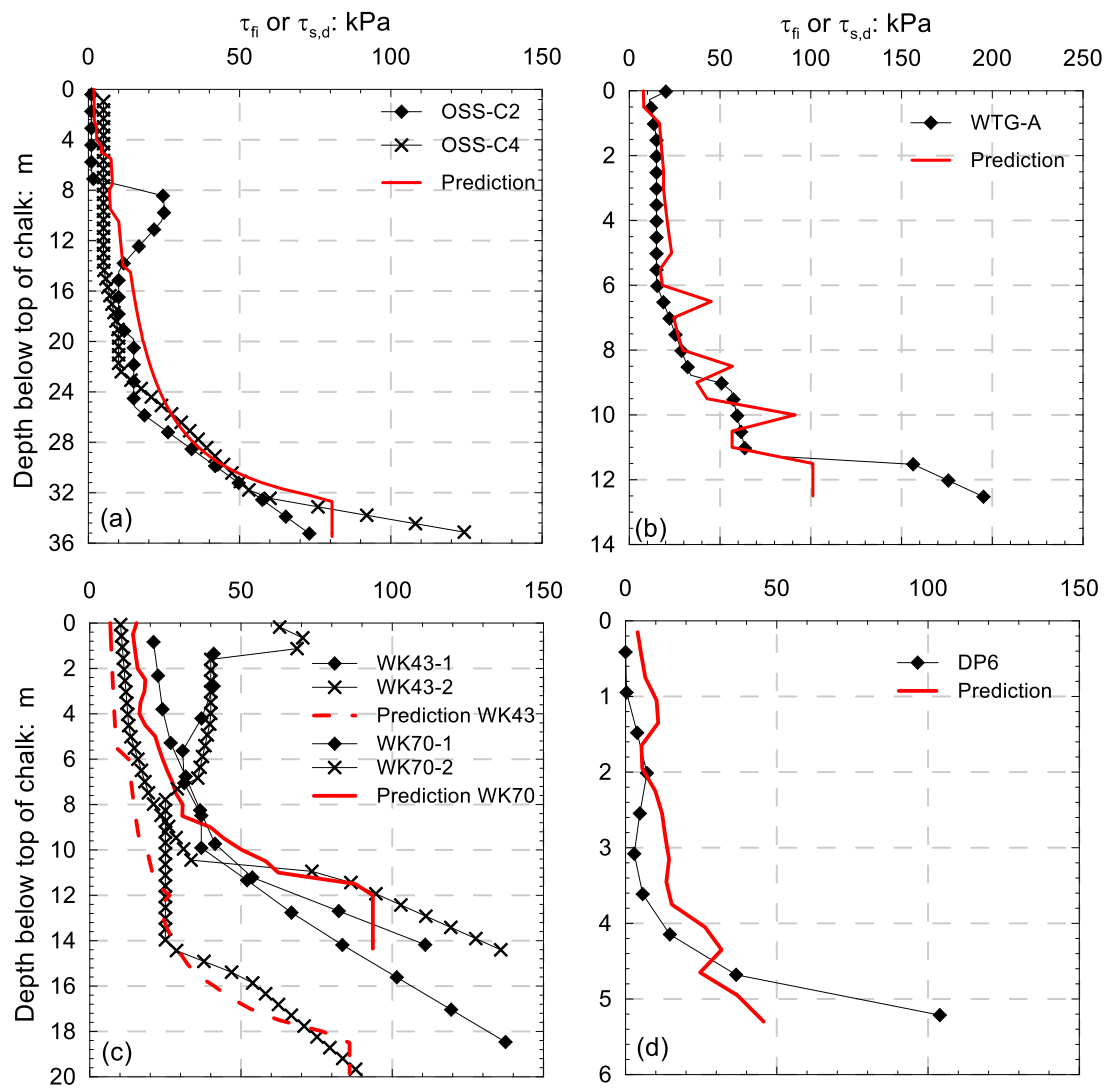 τfi or τs,d: kPa
0 50 100 150
Depth below top of chalk: m
0
4
8
12
16
20
24
28
32
36
OSS-C2
OSS-C4
Prediction
(a)
τfi or τs,d: kPa
0 50 100 150 200 250
0
2
4
6
8
10
12
14
WTG-A
Prediction
(b)
0 50 100 150
Depth below top of chalk: m
0
2
4
6
8
10
12
14
16
18
20
WK43-1
WK43-2
Prediction WK43
WK70-1
WK70-2
Prediction WK70
(c)
0 50 100 150
0
1
2
3
4
5
6
DP6
Prediction
(d)